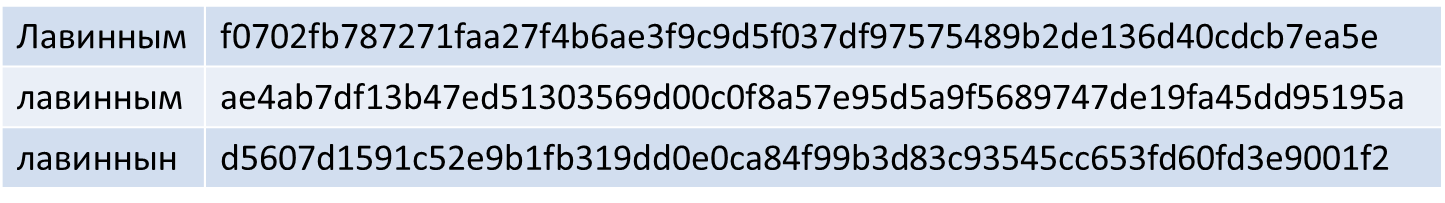 Лавинным f0702fb787271faa27f4b6ae3f9c9d5f037df97575489b2de136d40cdcb7ea5e
лавинным ae4ab7df13b47ed51303569d00c0f8a57e95d5a9f5689747de19fa45dd95195a
лавиннын d5607d1591c52e9b1fb319dd0e0ca84f99b3d83c93545cc653fd60fd3e9001f2